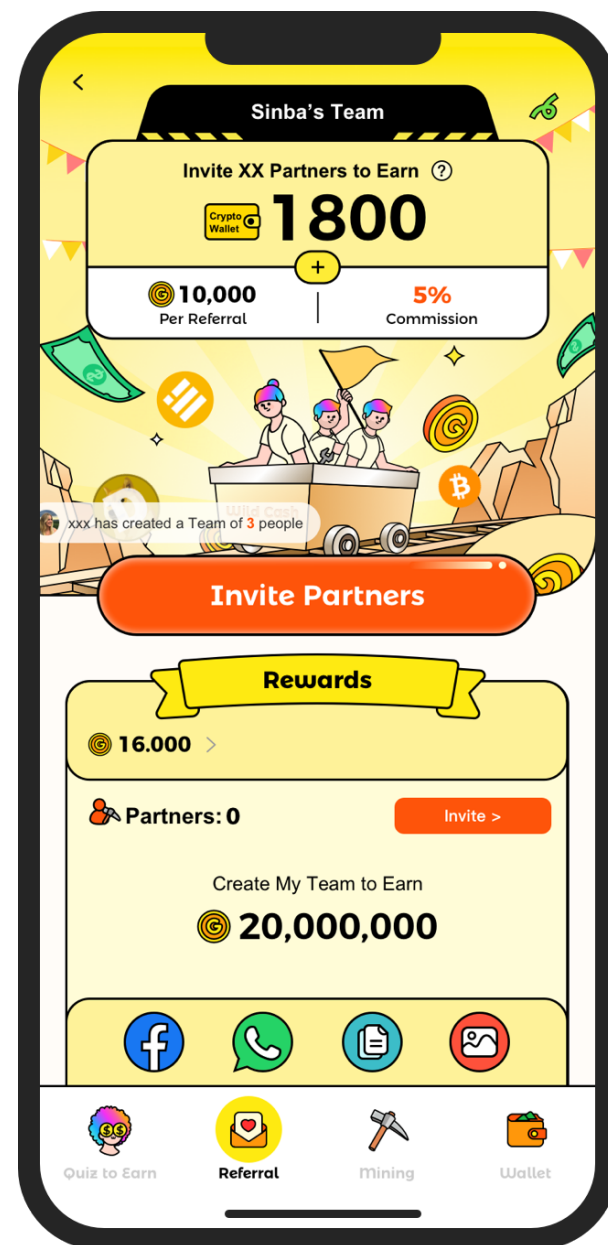 Sinba's Team
Invite XX Partners to Earn ?
Crypto
Wallet
1800
+
10,000
Per Referral
5%
Commission
Wild Cash
xxx has created a Team of 3 people
Invite Partners
Rewards
16.000 >
Partners: 0
Invite >
Create My Team to Earn
20,000,000
Quiz to Earn
Referral
Mining
Wallet